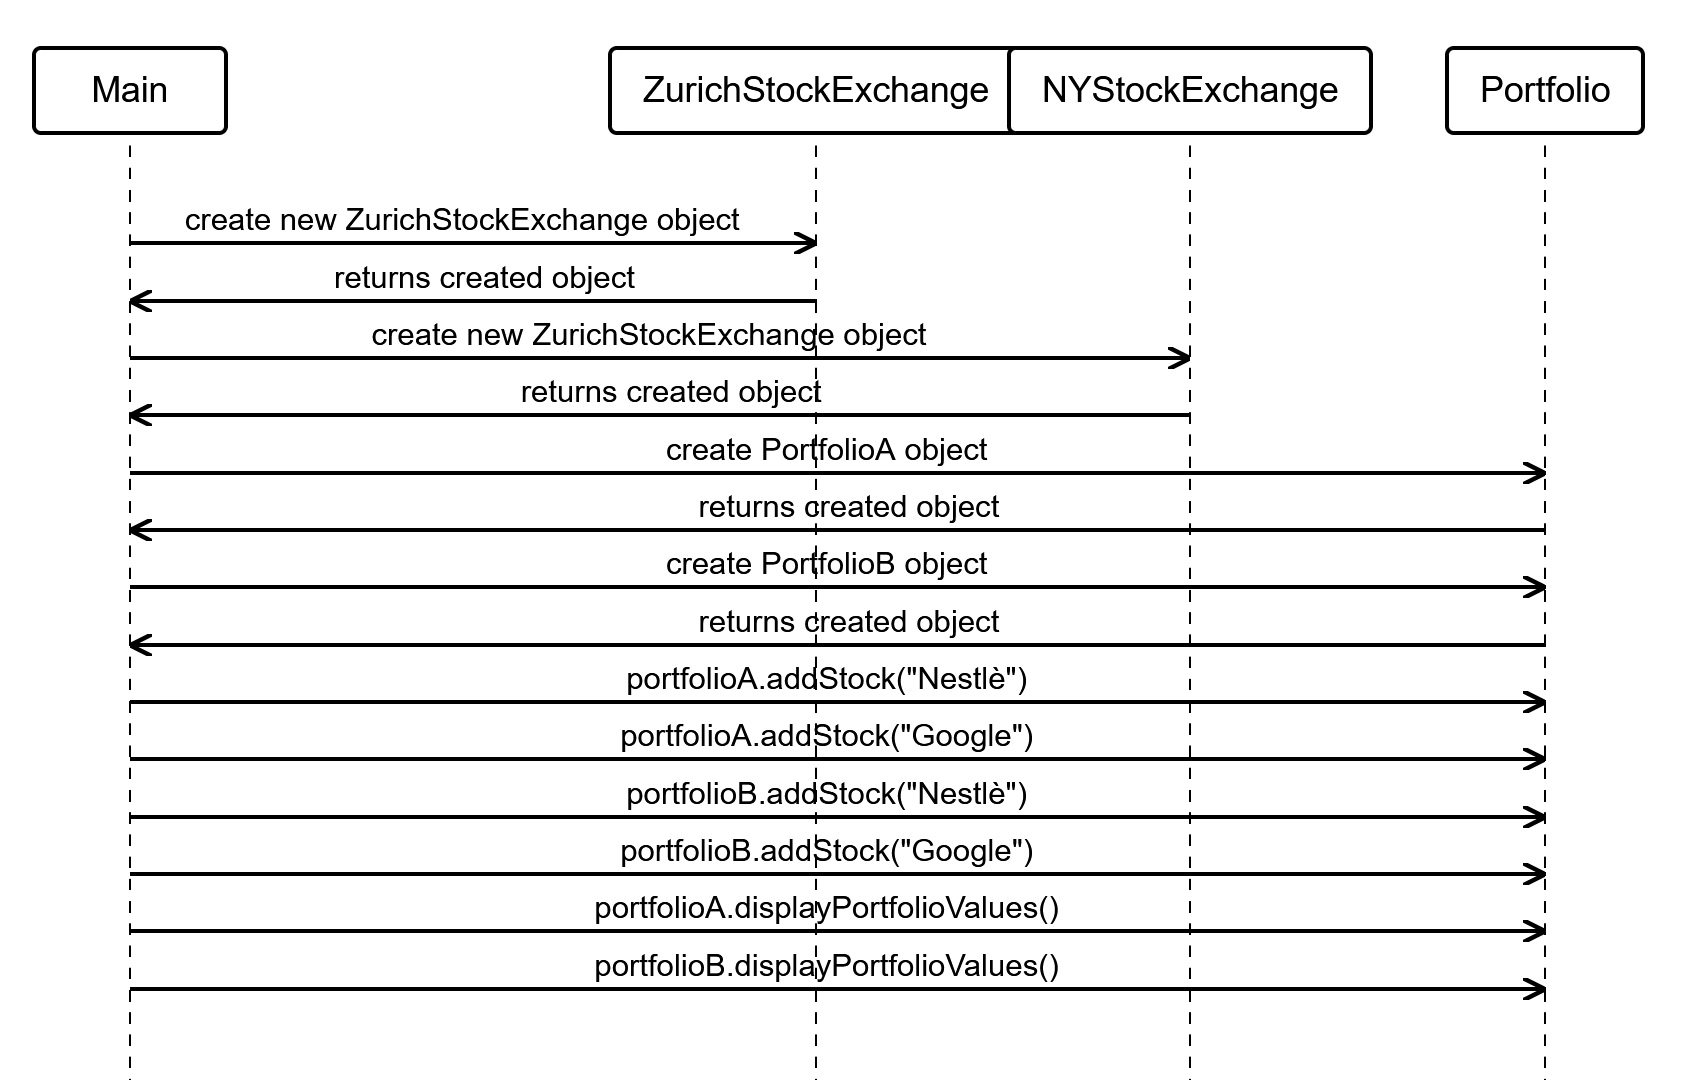 Main
ZurichStockExchange
NYStockExchange
Portfolio
create new ZurichStockExchange object
returns created object
create new ZurichStockExchange object
returns created object
create PortfolioA object
returns created object
create PortfolioB object
returns created object
portfolioA.addStock("Nestlè")
portfolioA.addStock("Google")
portfolioB.addStock("Nestlè")
portfolioB.addStock("Google")
portfolioA.displayPortfolioValues()
portfolioB.displayPortfolioValues()